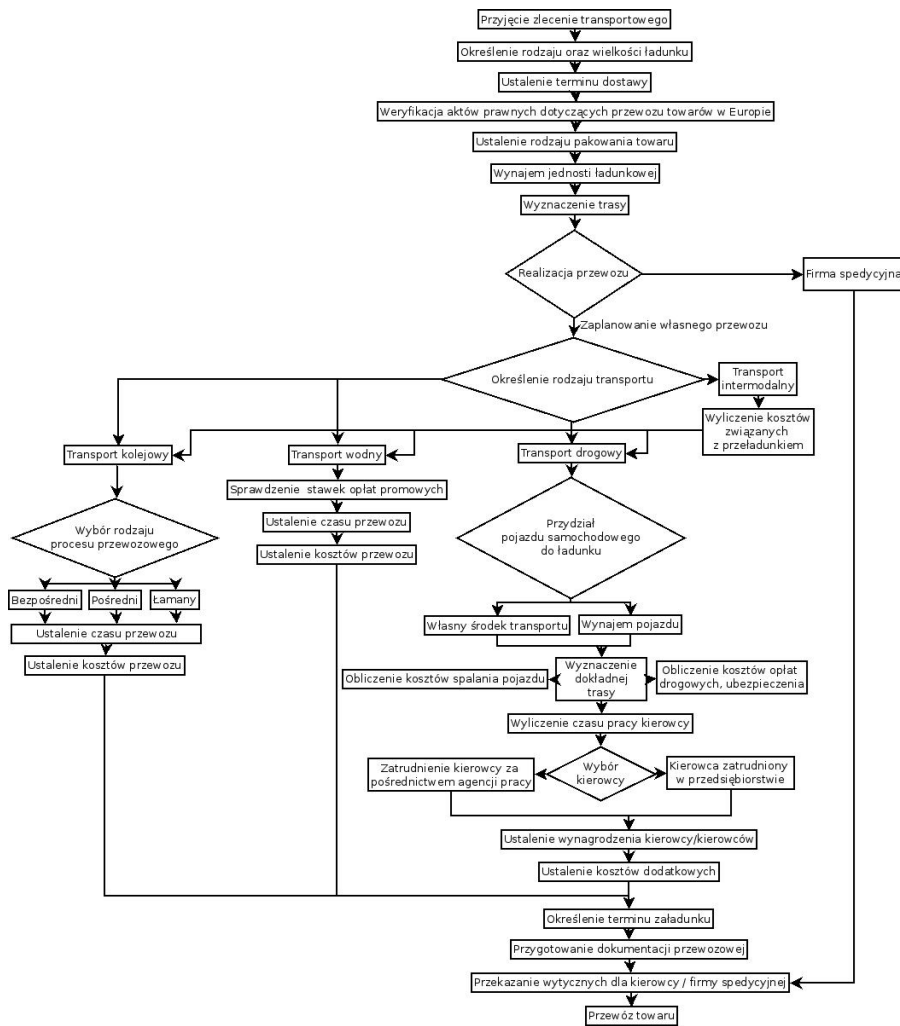 Przyjęcie zlecenie transportowego
Określenie rodzaju oraz wielkości ładunku
Ustalenie terminu dostawy
Weryfikacja aktów prawnych dotyczących przewozu towarów w Europie
Ustalenie rodzaju pakowania towaru
Wynajem jednosti ładunkowej
Wyznaczenie trasy
Realizacja przewozu
Firma spedycyjna
Zaplanowanie własnego przewozu
Określenie rodzaju transportu
Transport
intermodalny
Wyliczenie kosztów
związanych
z przeładunkiem
Transport kolejowy
Transport wodny
Transport drogowy
Sprawdzenie stawek opłat promowych
Ustalenie czasu przewozu
Ustalenie kosztów przewozu
Wybór rodzaju
procesu przewozowego
Przydział
pojazdu samochodowego
do ładunku
Bezpośredni
Pośredni
Łamany
Ustalenie czasu przewozu
Ustalenie kosztów przewozu
Własny środek transportu
Wynajem pojazdu
Obliczenie kosztów spalania pojazdu
Wyznaczenie
dokładnej
trasy
Obliczenie kosztów opłat
drogowych, ubezpieczenia
Wyliczenie czasu pracy kierowcy
Zatrudnienie kierowcy za
pośrednictwem agencji pracy
Wybór
kierowcy
Kierowca zatrudniony
w przedsiębiorstwie
Ustalenie wynagrodzenia kierowcy/kierowców
Ustalenie kosztów dodatkowych
Określenie terminu załadunku
Przygotowanie dokumentacji przewozowej
Przekazanie wytycznych dla kierowcy / firmy spedycyjnej
Przewóz towaru